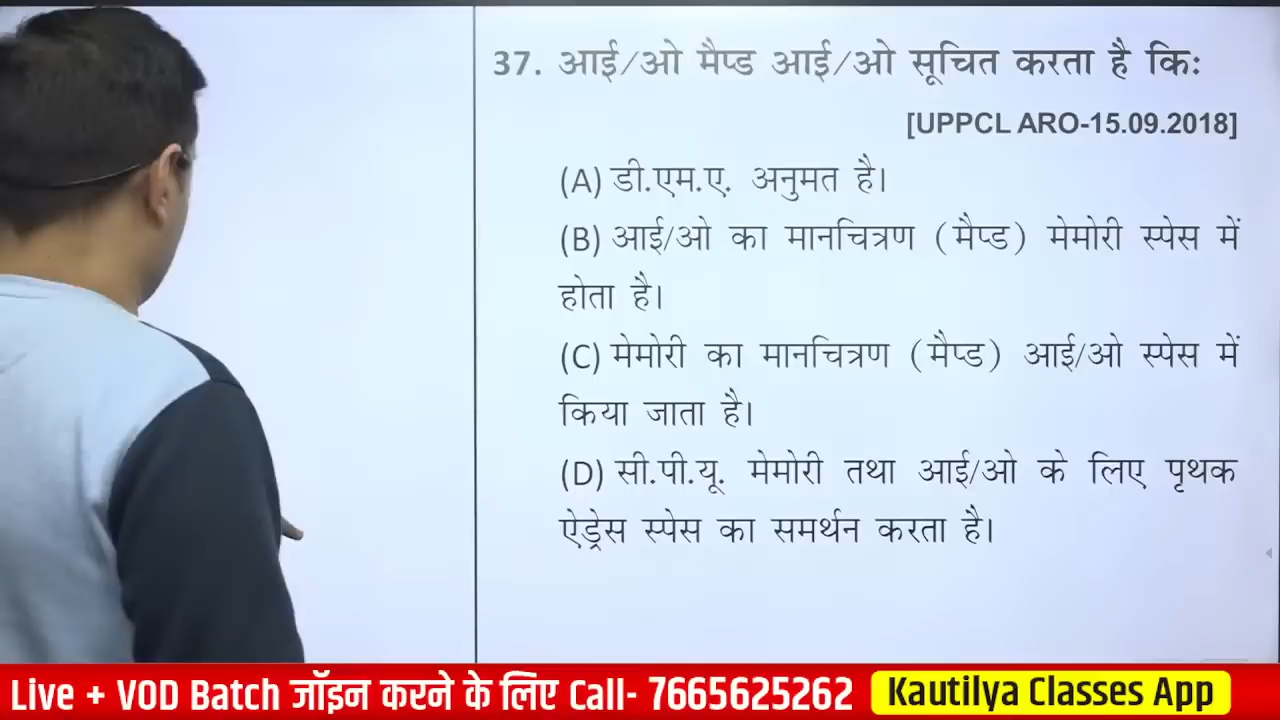 37. आई/ओ मैप्ड आई/ओ सूचित करता है कि:
[UPPCL ARO-15.09.2018]
(A) डी.एम.ए. अनुमत है।
(B) आई/ओ का मानचित्रण (मैप्ड) मेमोरी स्पेस में
होता है।
(C) मेमोरी का मानचित्रण (मैप्ड) आई/ओ स्पेस में
किया जाता है।
(D) सी.पी.यू. मेमोरी तथा आई/ओ के लिए पृथक
ऐड्रेस स्पेस का समर्थन करता है।
Live + VOD Batch जॉइन करने के लिए Call- 7665625262 Kautilya Classes App